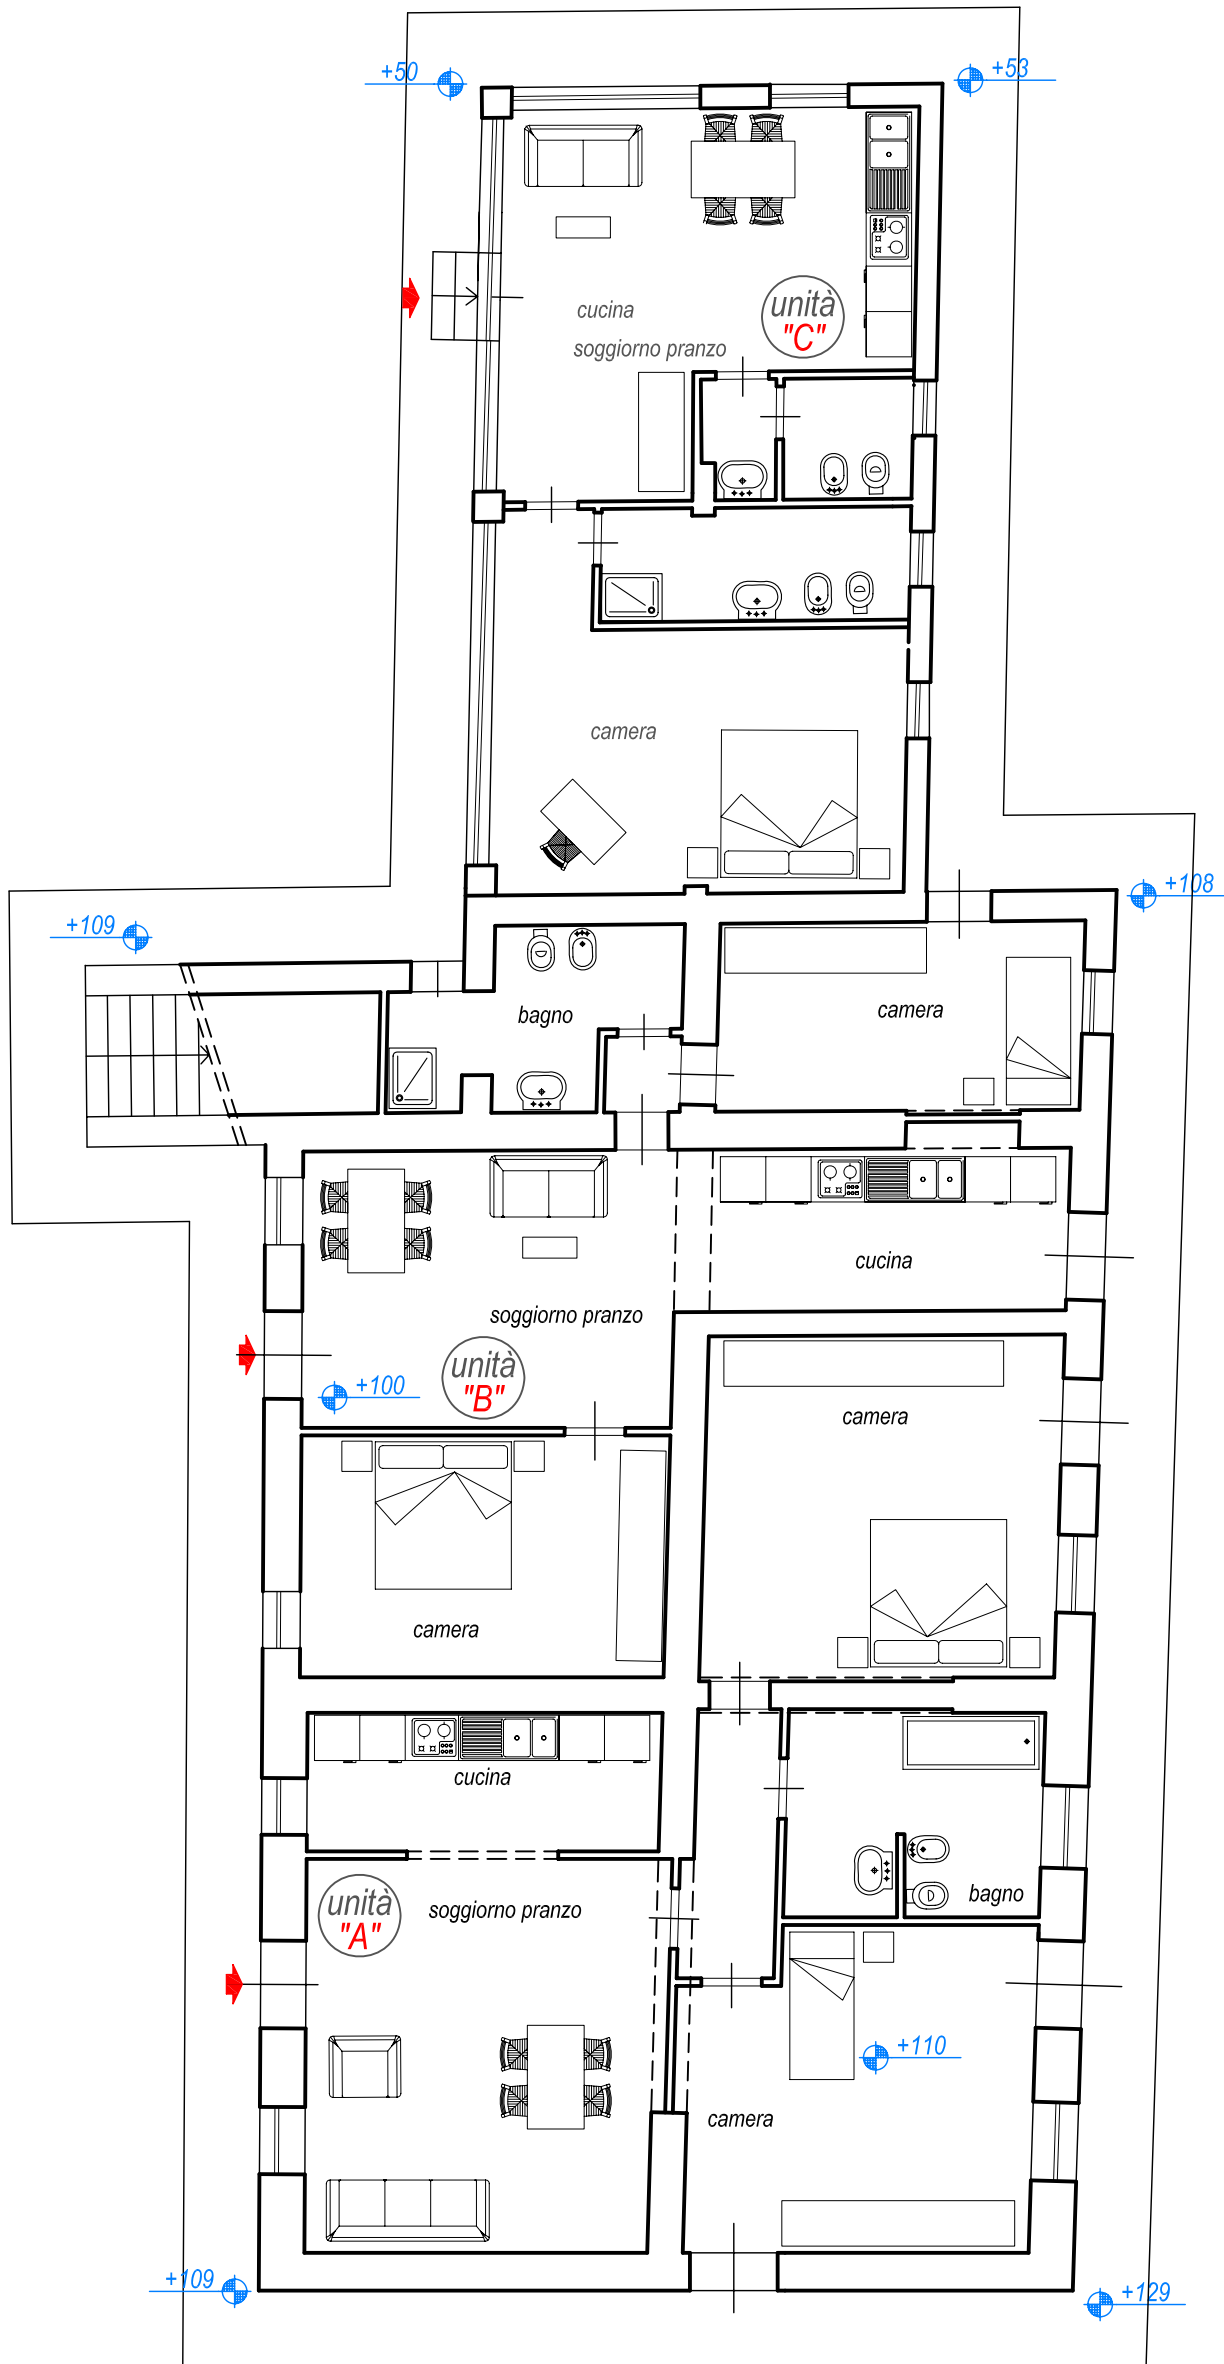 +50
+53
cucina
soggiorno pranzo
unità
"C"
camera
+108
+109
bagno
camera
cucina
soggiorno pranzo
unità
"B"
+100
camera
camera
cucina
unità
"A"
soggiorno pranzo
bagno
+110
camera
+109
+129